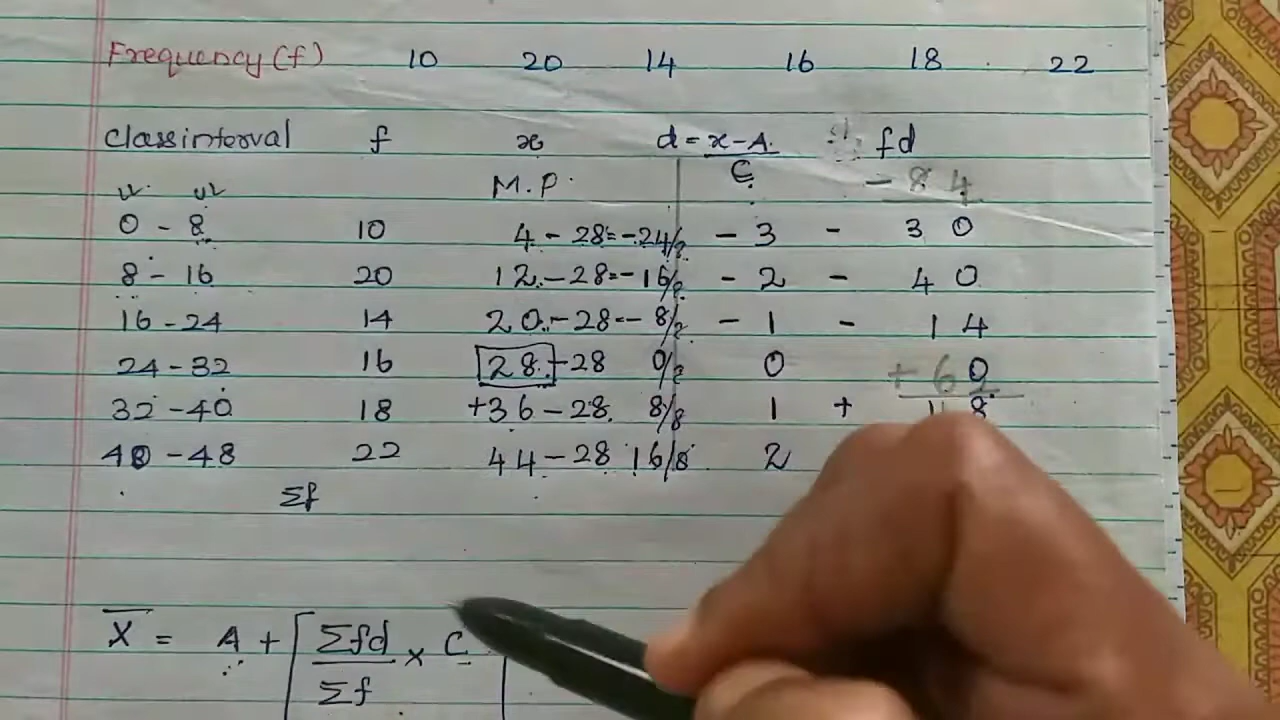 Frequency (f) 10 20 14 16 18 22
Class interval f x d = x - A / C fd
M.P. - 84
0 - 8 10 4 - 28 = -24/8 - 3 - 30
8 - 16 20 12 - 28 = -16/8 - 2 - 40
16 - 24 14 20 - 28 = - 8/8 - 1 - 14
24 - 32 16 28 - 28 0/8 0 0
+ 62
32 - 40 18 +36 - 28 8/8 1 + 18
40 - 48 22 44 - 28 16/8 2
Σf
X̄ = A + [ Σfd / Σf × C